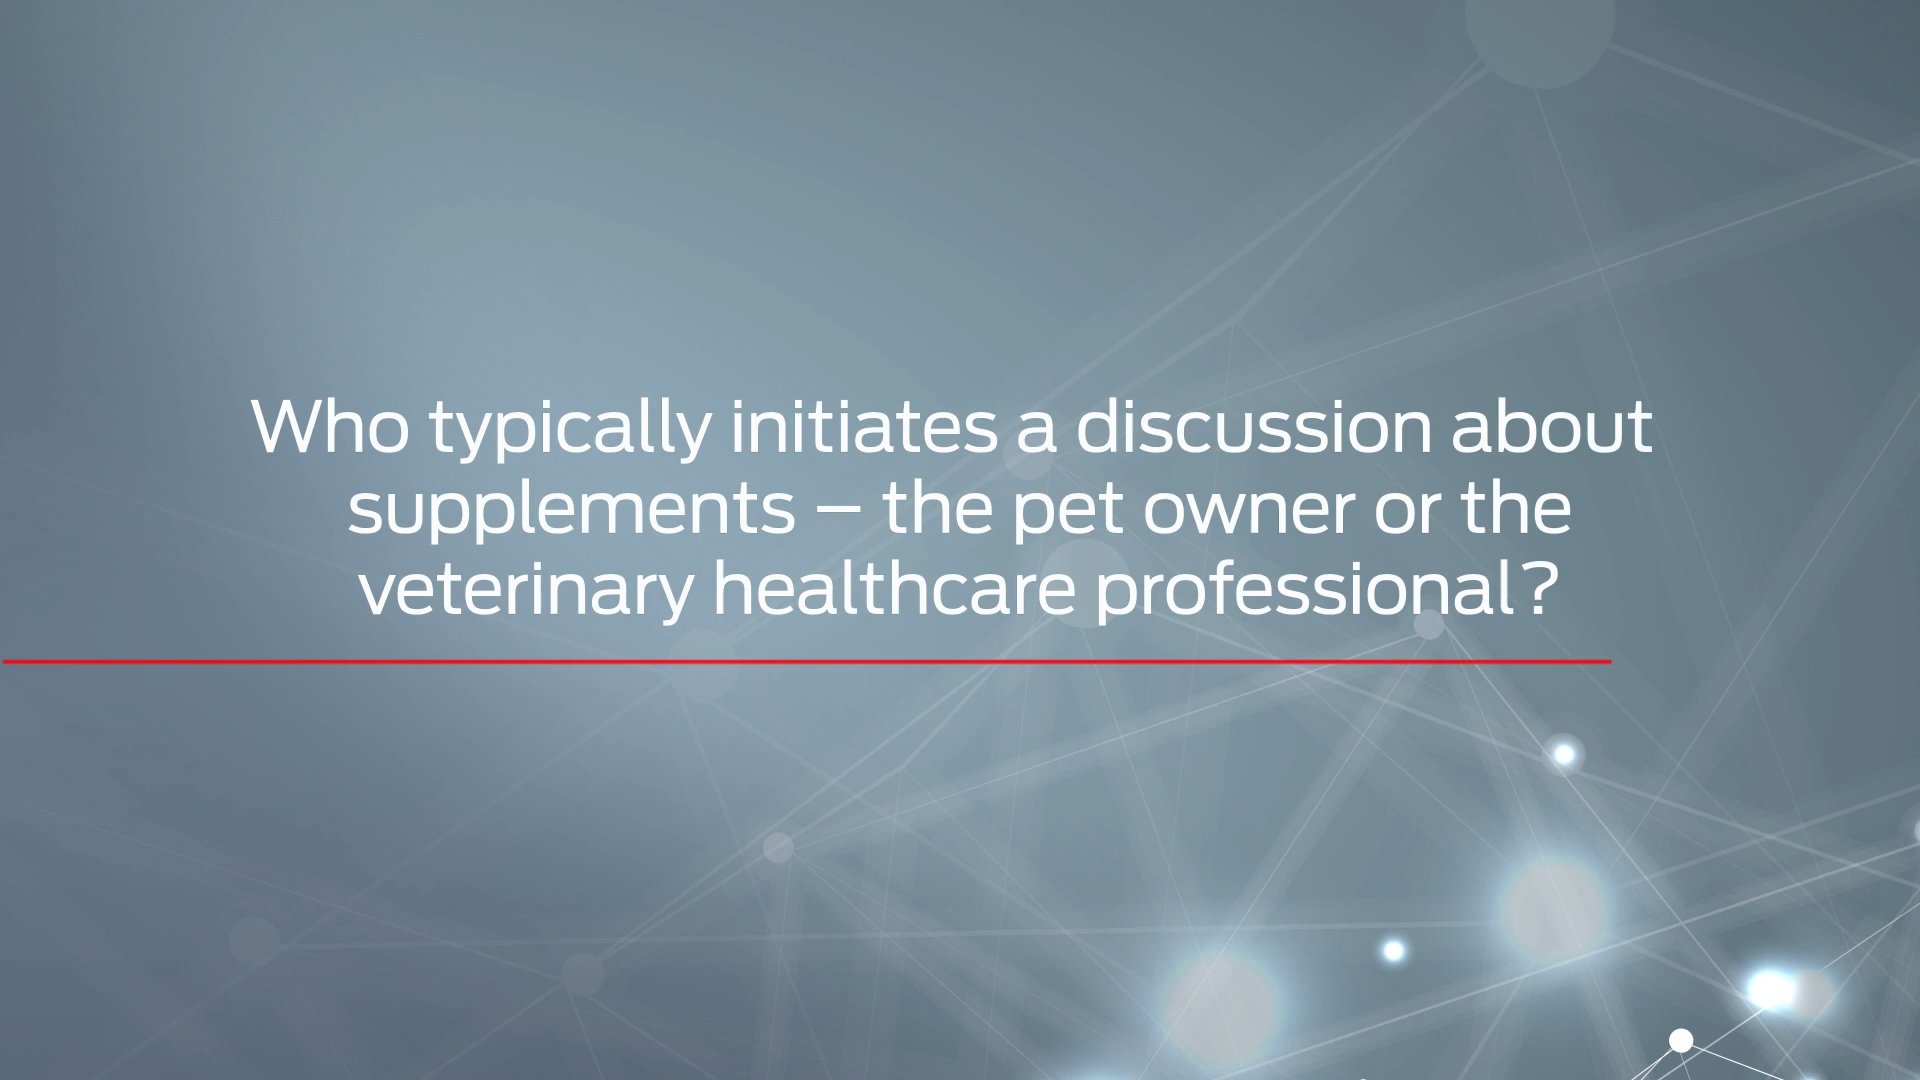 Who typically initiates a discussion about
supplements – the pet owner or the
veterinary healthcare professional?